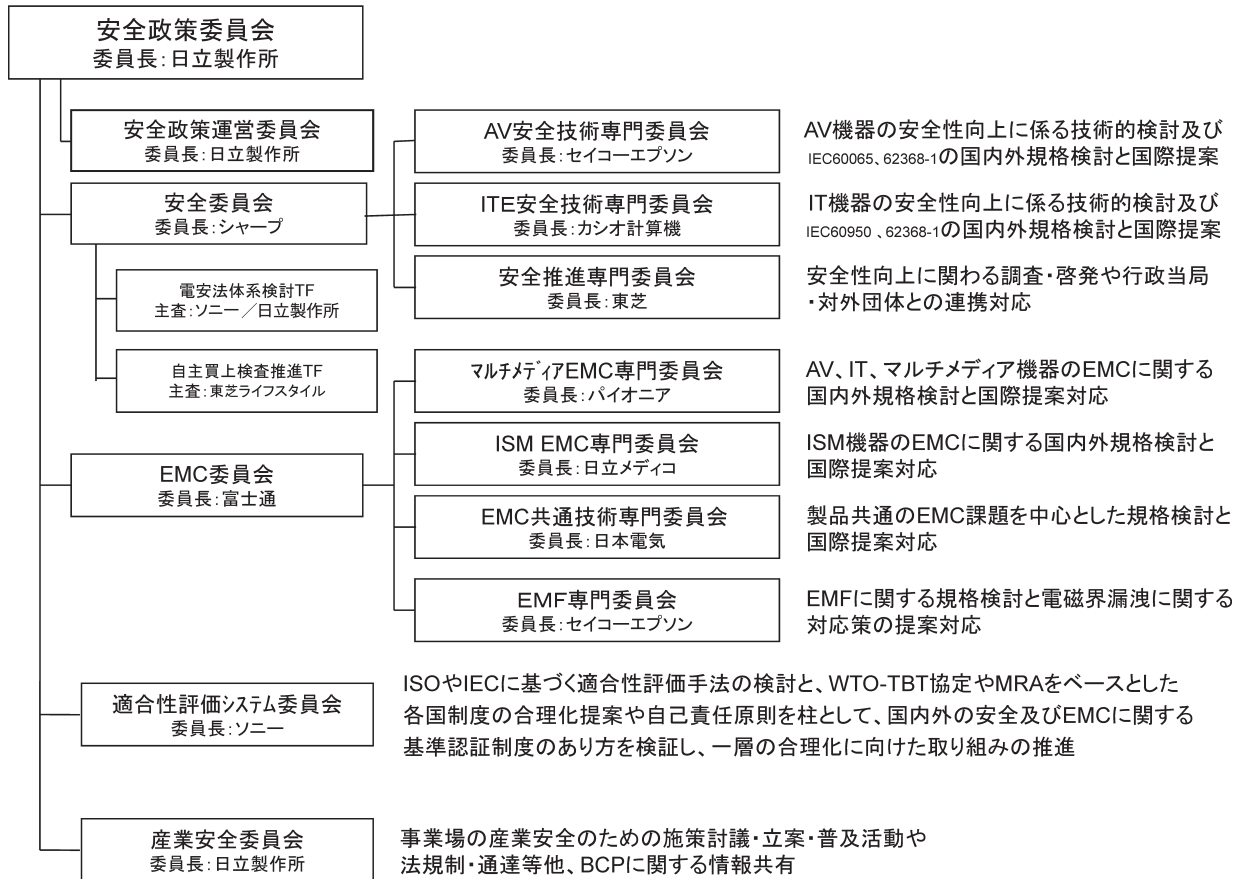 安全政策委員会
委員長:日立製作所
安全政策運営委員会
委員長:日立製作所
安全委員会
委員長:シャープ
電安法体系検討TF
主査:ソニー／日立製作所
自主買上検査推進TF
主査:東芝ライフスタイル
AV安全技術専門委員会
委員長:セイコーエプソン
AV機器の安全性向上に係る技術的検討及び
IEC60065、62368-1の国内外規格検討と国際提案
ITE安全技術専門委員会
委員長:カシオ計算機
IT機器の安全性向上に係る技術的検討及び
IEC60950 、62368-1の国内外規格検討と国際提案
安全推進専門委員会
委員長:東芝
安全性向上に関わる調査・啓発や行政当局
・対外団体との連携対応
EMC委員会
委員長:富士通
マルチメディアEMC専門委員会
委員長:パイオニア
AV、IT、マルチメディア機器のEMCに関する
国内外規格検討と国際提案対応
ISM EMC専門委員会
委員長:日立メディコ
ISM機器のEMCに関する国内外規格検討と
国際提案対応
EMC共通技術専門委員会
委員長:日本電気
製品共通のEMC課題を中心とした規格検討と
国際提案対応
EMF専門委員会
委員長:セイコーエプソン
EMFに関する規格検討と電磁界漏洩に関する
対応策の提案対応
適合性評価システム委員会
委員長:ソニー
ISOやIECに基づく適合性評価手法の検討と、WTO-TBT協定やMRAをベースとした
各国制度の合理化提案や自己責任原則を柱として、国内外の安全及びEMCに関する
基準認証制度のあり方を検証し、一層の合理化に向けた取り組みの推進
産業安全委員会
委員長:日立製作所
事業場の産業安全のための施策討議・立案・普及活動や
法規制・通達等他、BCPに関する情報共有